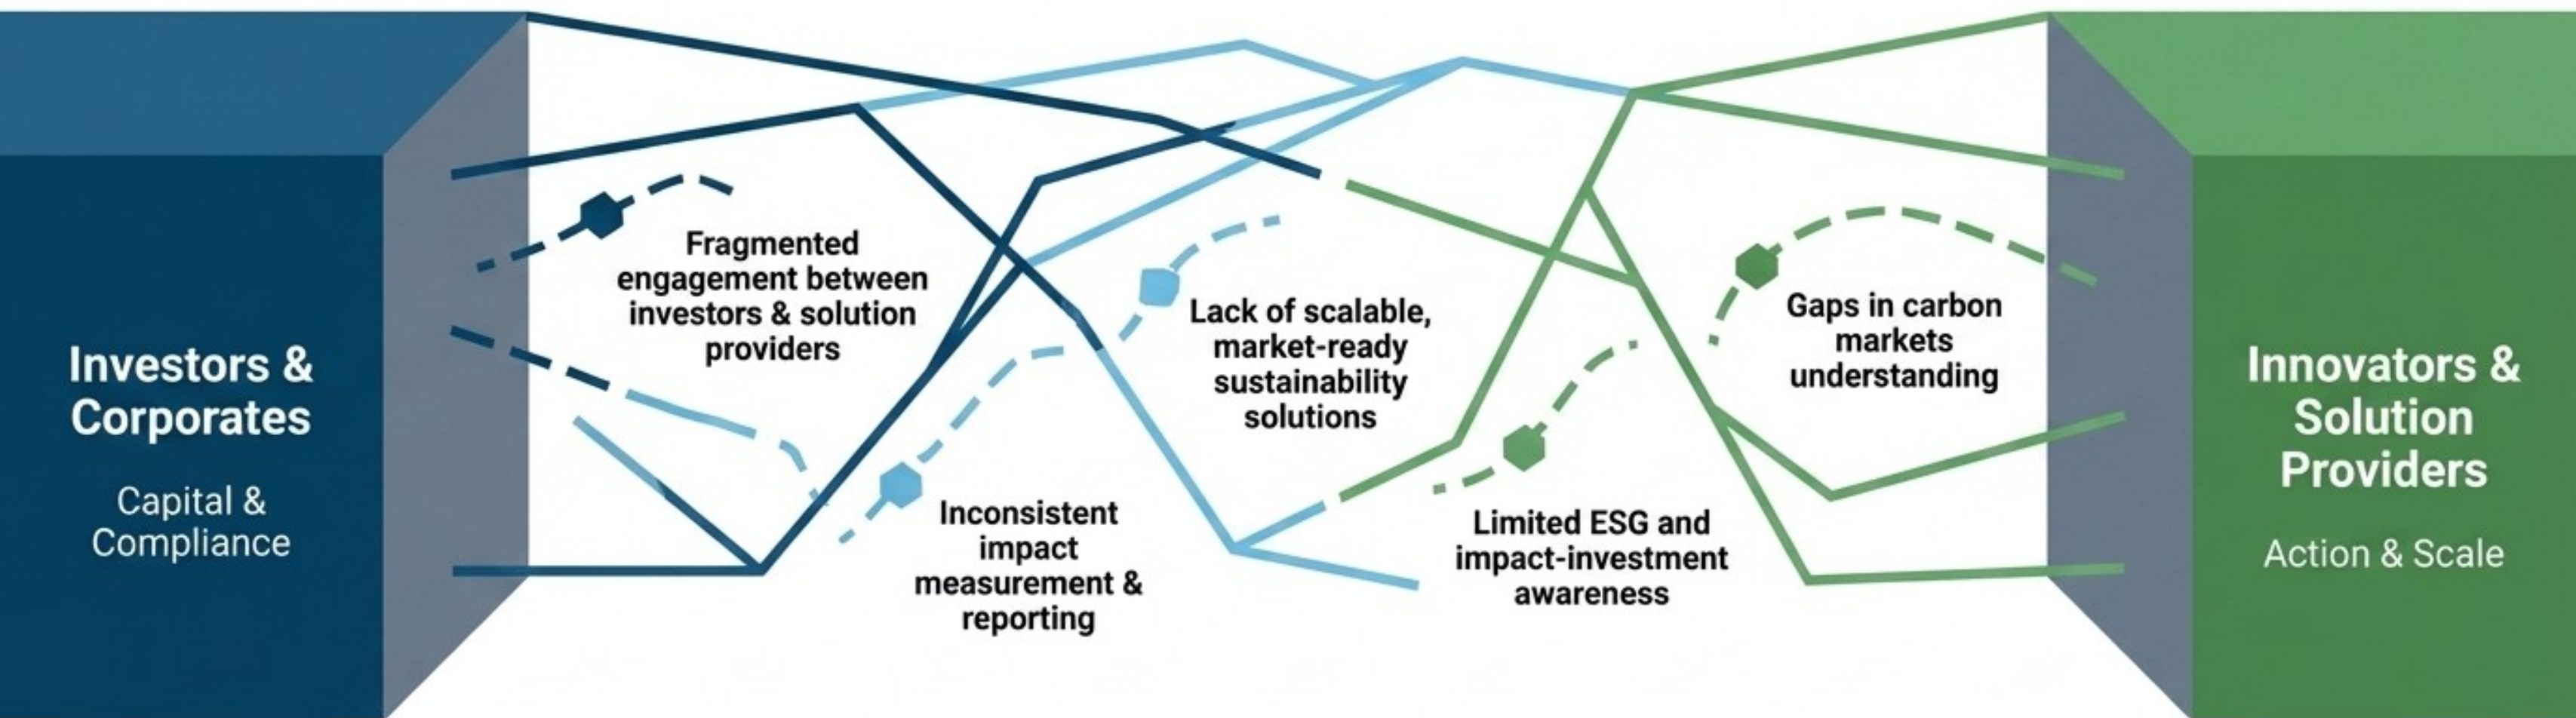 Investors &
Corporates
Capital &
Compliance
Fragmented
engagement between
investors & solution
providers
Inconsistent
impact
measurement &
reporting
Lack of scalable,
market-ready
sustainability
solutions
Limited ESG and
impact-investment
awareness
Gaps in carbon
markets
understanding
Innovators &
Solution
Providers
Action & Scale